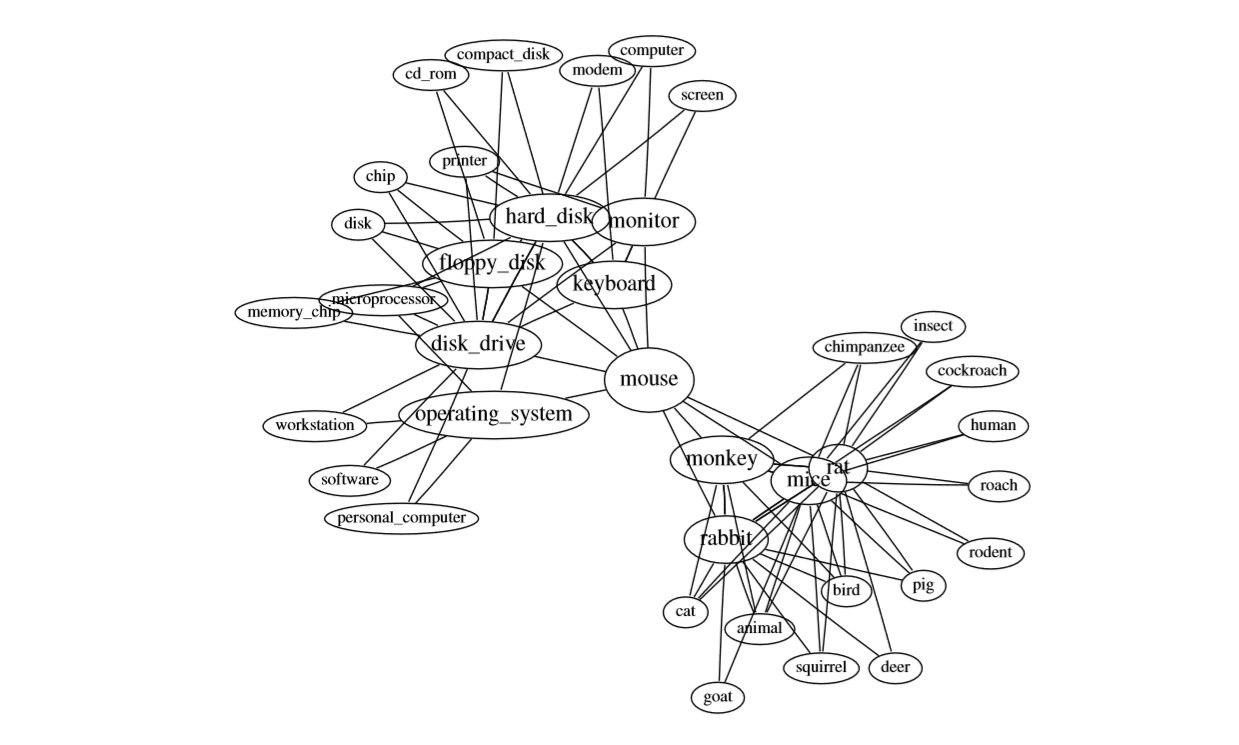 compact_disk
computer
cd_rom
modem
screen
printer
chip
hard_disk
monitor
disk
floppy_disk
keyboard
microprocessor
memory_chip
insect
disk_drive
chimpanzee
mouse
cockroach
operating_system
workstation
human
monkey
rat
mice
software
roach
personal_computer
rabbit
rodent
pig
bird
cat
animal
squirrel
deer
goat